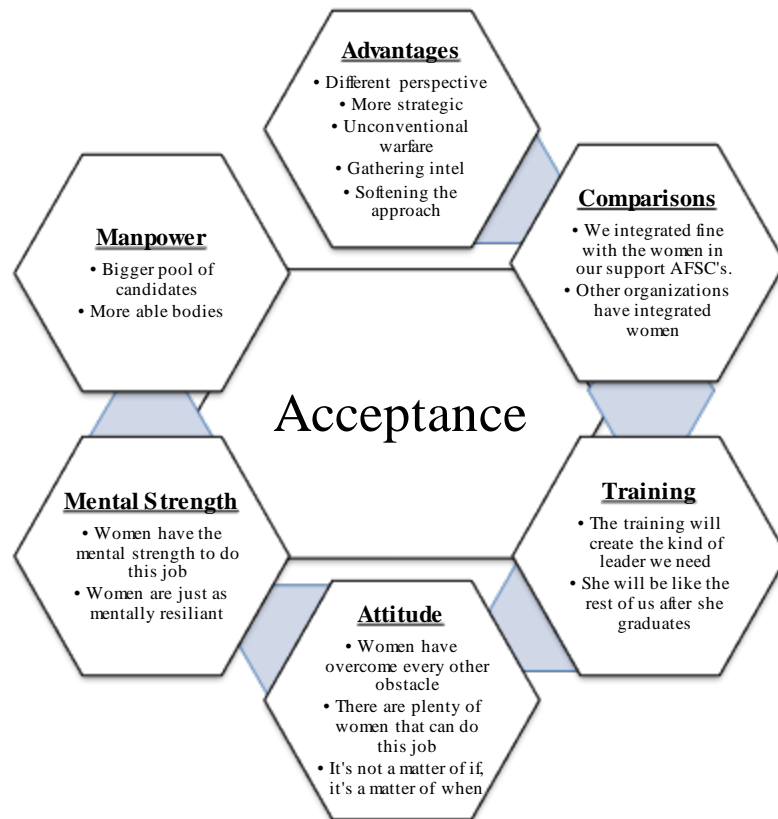 Advantages
• Different perspective
• More strategic
• Unconventional
warfare
• Gathering intel
• Softening the
approach
Comparisons
• We integrated fine
with the women in
our support AFSC's.
• Other organizations
have integrated
women
Training
• The training will
create the kind of
leader we need
• She will be like the
rest of us after she
graduates
Attitude
• Women have
overcome every other
obstacle
• There are plenty of
women that can do
this job
• It's not a matter of if,
it's a matter of when
Mental Strength
• Women have the
mental strength to do
this job
• Women are just as
mentally resiliant
Manpower
• Bigger pool of
candidates
• More able bodies
Acceptance